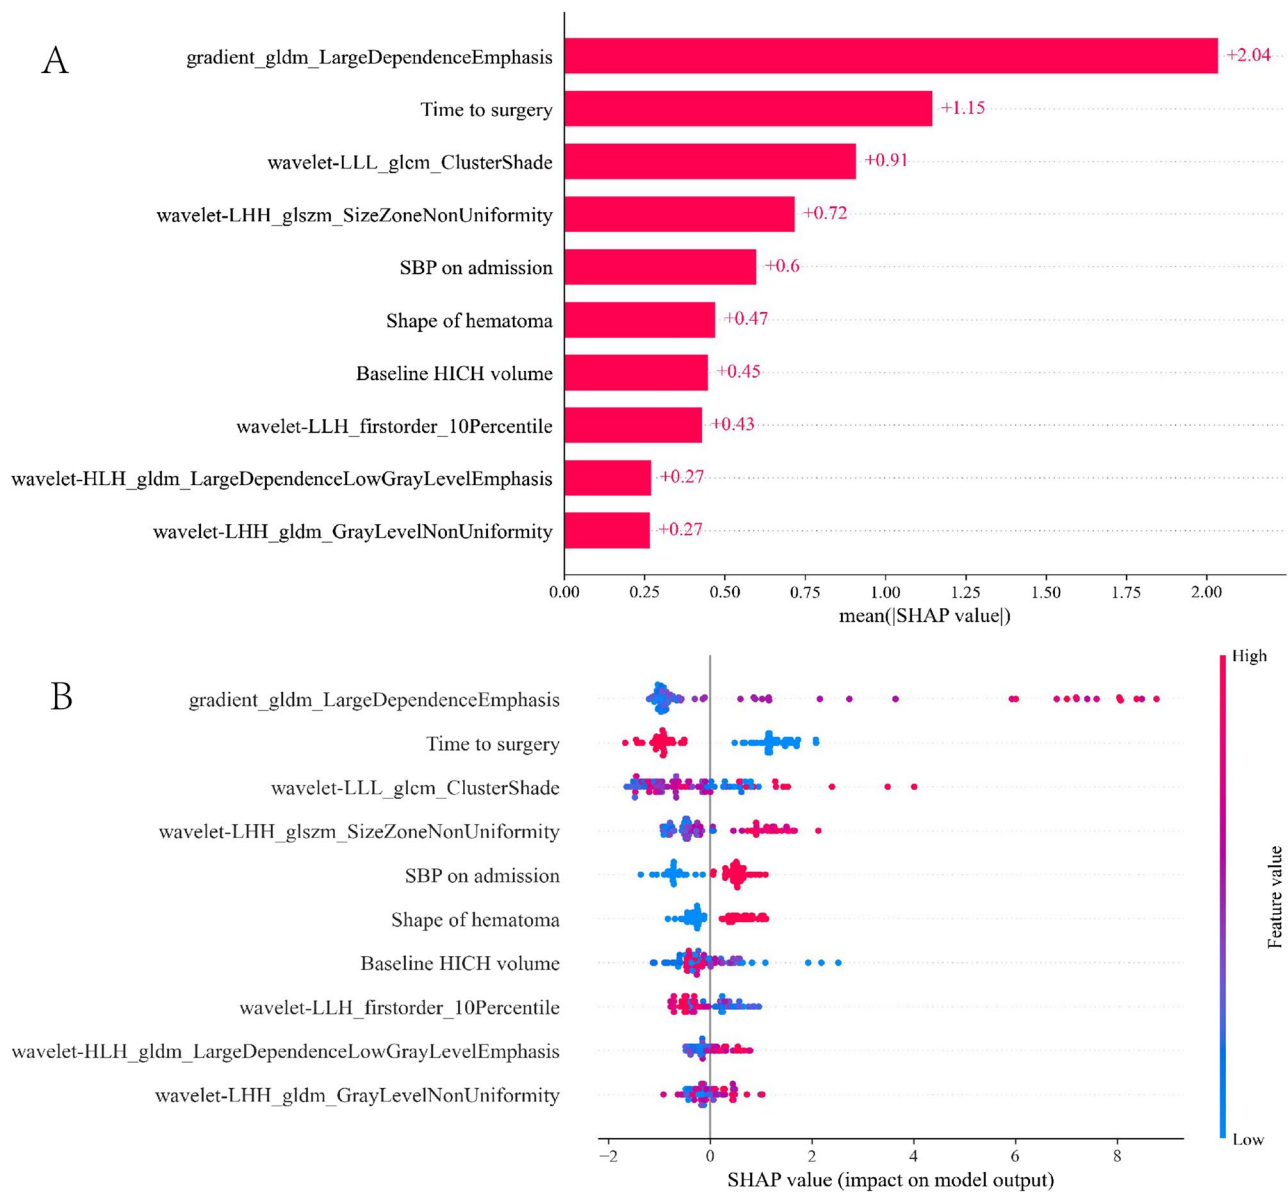 A
gradient_gldm_LargeDependenceEmphasis
+2.04
Time to surgery
+1.15
wavelet-LLL_glcm_ClusterShade
+0.91
wavelet-LHH_glszm_SizeZoneNonUniformity
+0.72
SBP on admission
+0.6
Shape of hematoma
+0.47
Baseline HICH volume
+0.45
wavelet-LLH_firstorder_10Percentile
+0.43
wavelet-HLH_gldm_LargeDependenceLowGrayLevelEmphasis
+0.27
wavelet-LHH_gldm_GrayLevelNonUniformity
+0.27
0.00 0.25 0.50 0.75 1.00 1.25 1.50 1.75 2.00
mean(|SHAP value|)
B
High
gradient_gldm_LargeDependenceEmphasis
Time to surgery
wavelet-LLL_glcm_ClusterShade
wavelet-LHH_glszm_SizeZoneNonUniformity
SBP on admission
Shape of hematoma
Baseline HICH volume
wavelet-LLH_firstorder_10Percentile
wavelet-HLH_gldm_LargeDependenceLowGrayLevelEmphasis
wavelet-LHH_gldm_GrayLevelNonUniformity
Feature value
Low
−2 0 2 4 6 8
SHAP value (impact on model output)